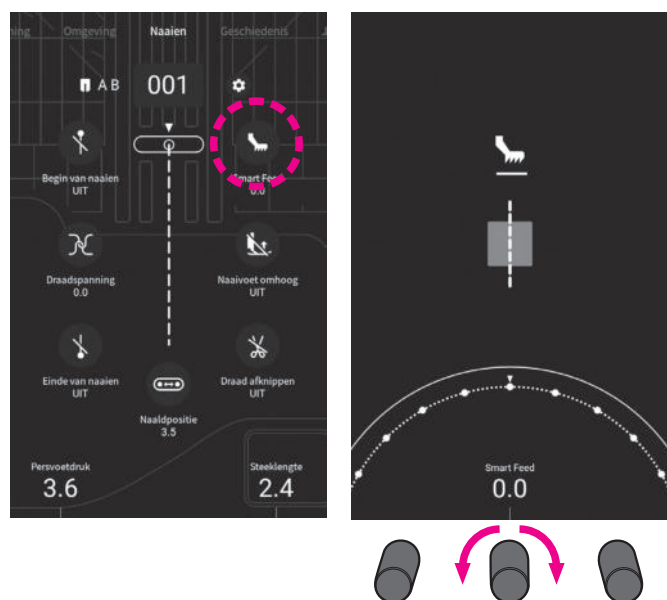 ning Omgeving Naaien Geschiedenis
A B 001
Begin van naaien
UIT
Smart Feed
0.0
Draadspanning
0.0
Naaivoet omhoog
UIT
Einde van naaien
UIT
Draad afknippen
UIT
Naaldpositie
3.5
Persvoetdruk
3.6
Steeklengte
2.4
Smart Feed
0.0